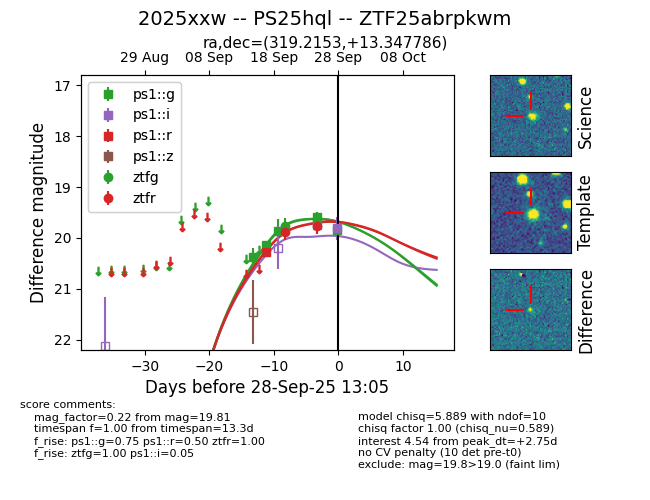 2025xxw -- PS25hql -- ZTF25abrpkwm
ra,dec=(319.2153,+13.347786)
29 Aug 08 Sep 18 Sep 28 Sep 08 Oct
17
18
19
20
21
22
Difference magnitude
ps1::g
ps1::i
ps1::r
ps1::z
ztfg
ztfr
−30 −20 −10 0 10
Days before 28-Sep-25 13:05
Science
Template
Difference
score comments:
mag_factor=0.22 from mag=19.81
timespan f=1.00 from timespan=13.3d
f_rise: ps1::g=0.75 ps1::r=0.50 ztfr=1.00
f_rise: ztfg=1.00 ps1::i=0.05
model chisq=5.889 with ndof=10
chisq factor 1.00 (chisq_nu=0.589)
interest 4.54 from peak_dt=+2.75d
no CV penalty (10 det pre-t0)
exclude: mag=19.8>19.0 (faint lim)